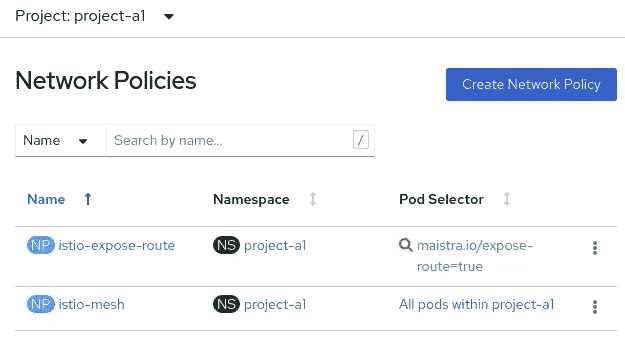 Project: project-a1
Network Policies
Create Network Policy
Name
Search by name...
/
Name Namespace Pod Selector
NP istio-expose-route NS project-a1 maistra.io/expose-
route=true
NP istio-mesh NS project-a1 All pods within project-a1